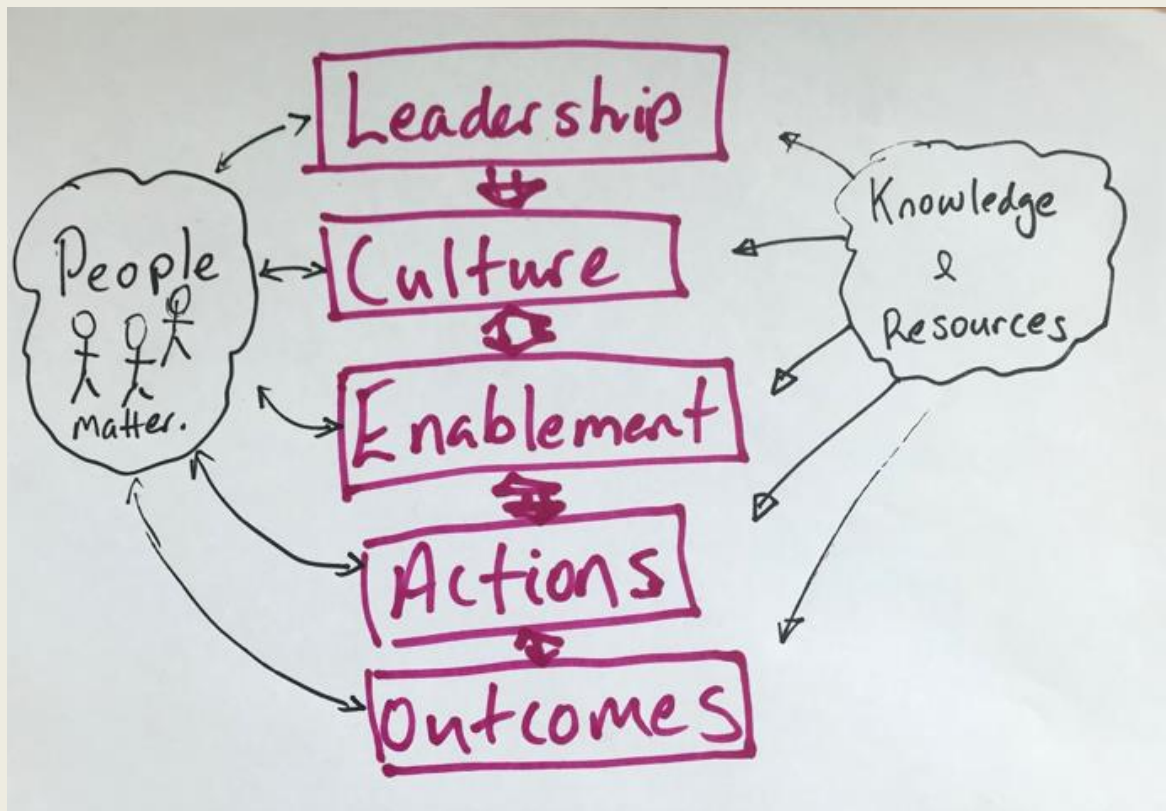 Leadership
Culture
Enablement
Actions
Outcomes
People
matter.
Knowledge
&
Resources